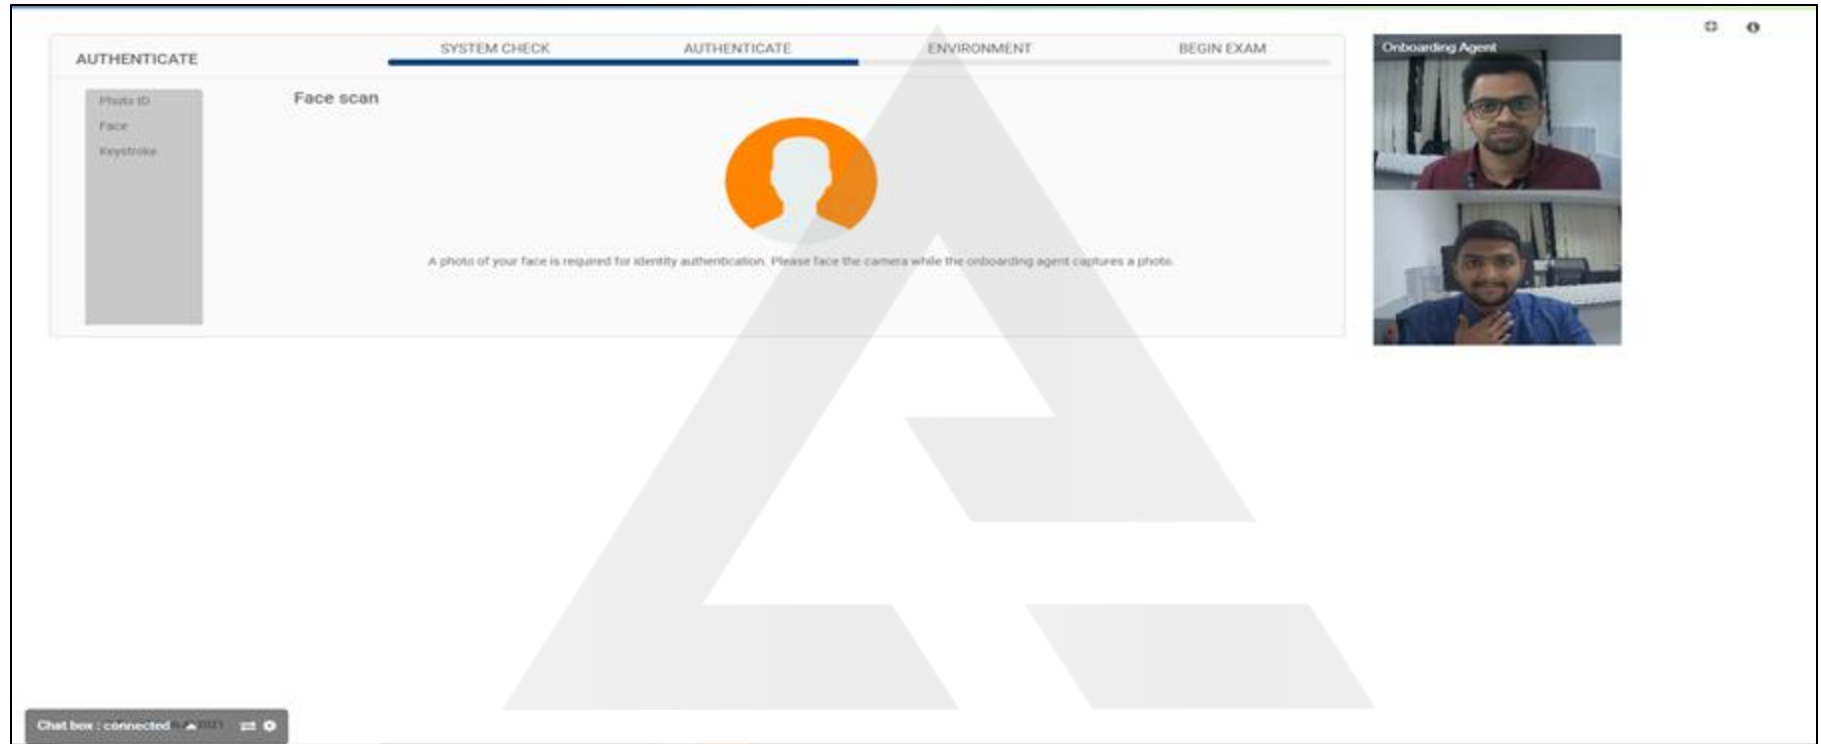 AUTHENTICATE
SYSTEM CHECK
AUTHENTICATE
ENVIRONMENT
BEGIN EXAM
Onboarding Agent
Photo ID
Face
Keystroke
Face scan
A photo of your face is required for identity authentication. Please face the camera while the onboarding agent captures a photo.
Chat box : connected
2021